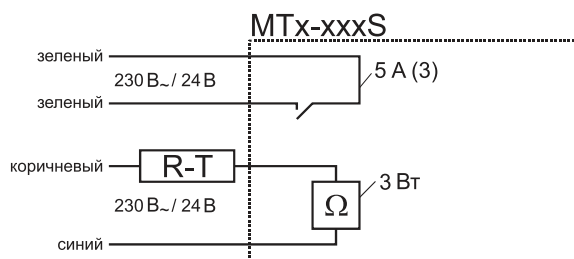 MTx-xxxS
зеленый
230 В~/ 24 В
5 А (3)
зеленый
коричневый
R-T
3 Вт
Ω
230 В~/ 24 В
синий